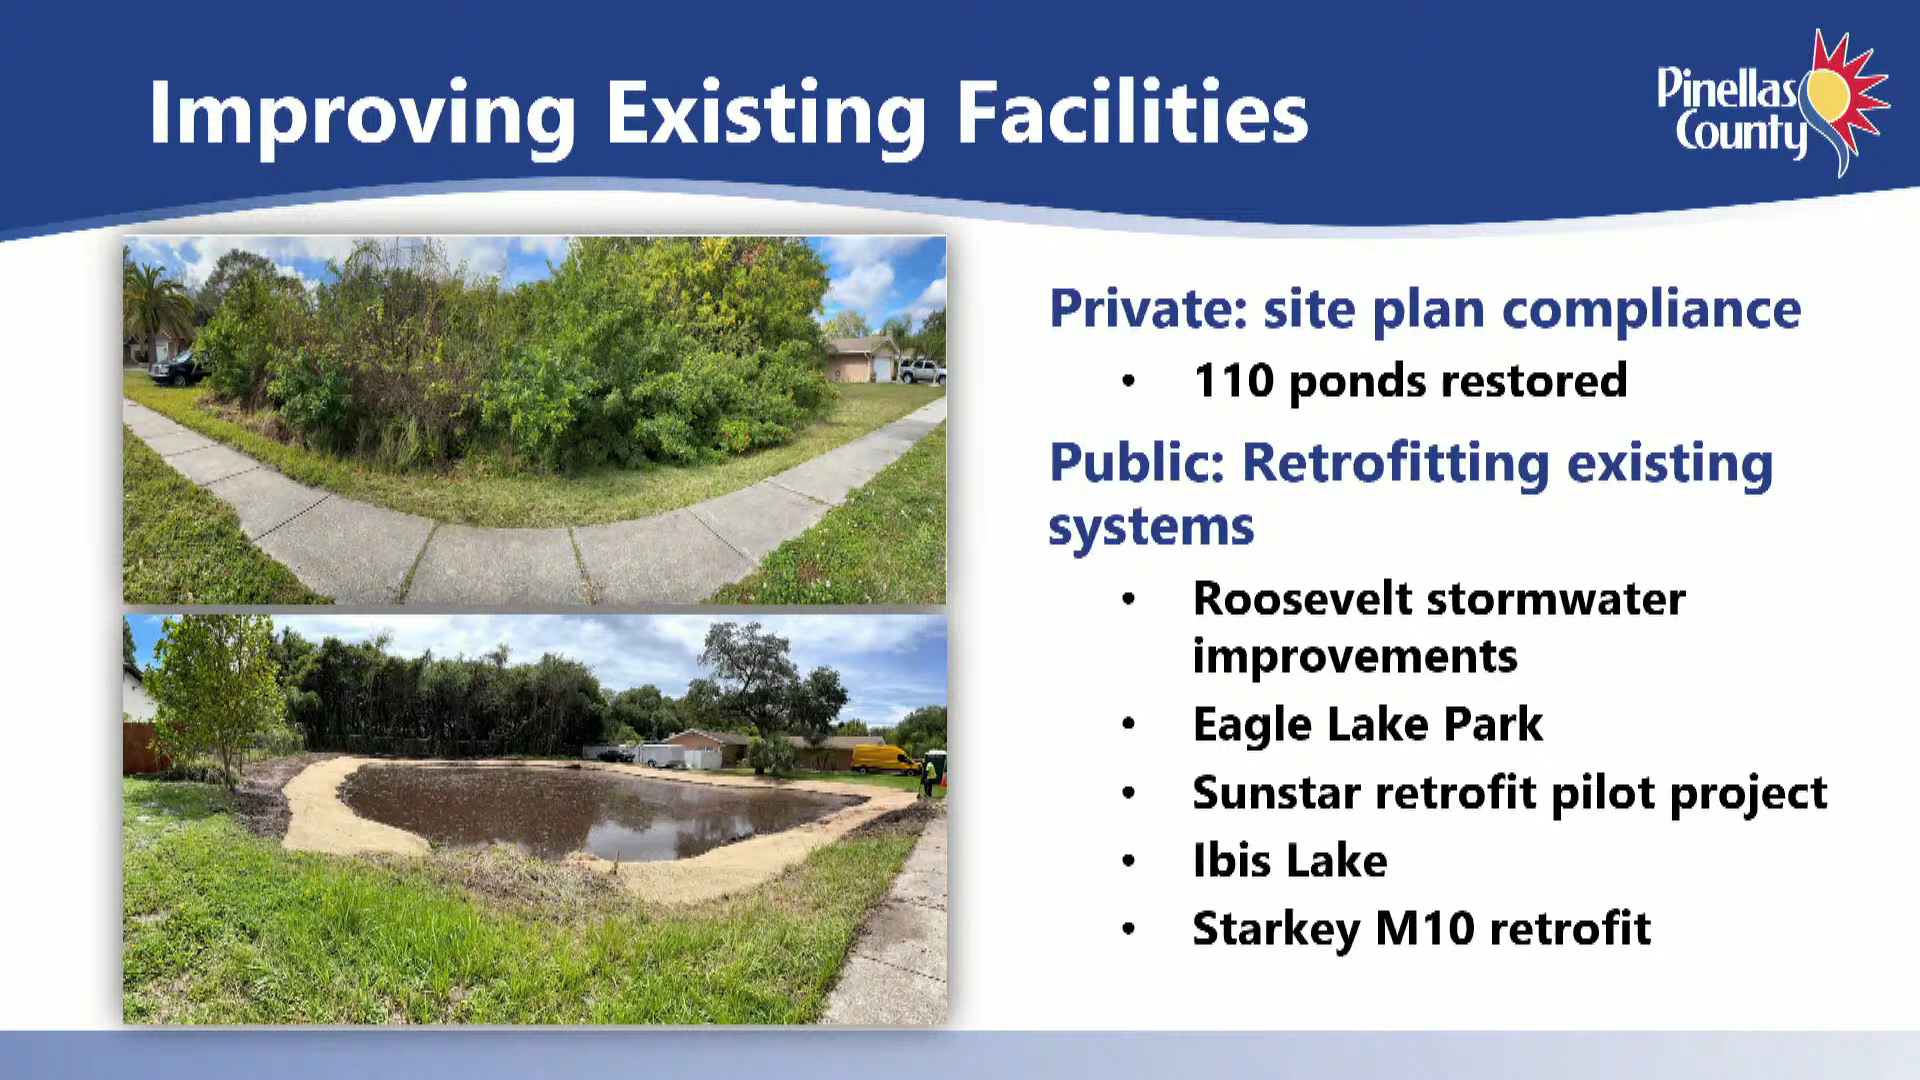 Improving Existing Facilities
Pinellas
County
Private: site plan compliance
• 110 ponds restored
Public: Retrofitting existing
systems
• Roosevelt stormwater
improvements
• Eagle Lake Park
• Sunstar retrofit pilot project
• Ibis Lake
• Starkey M10 retrofit